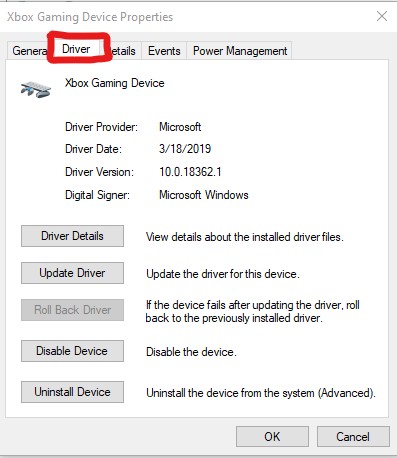 Xbox Gaming Device Properties
General Driver Details Events Power Management
Xbox Gaming Device
Driver Provider: Microsoft
Driver Date: 3/18/2019
Driver Version: 10.0.18362.1
Digital Signer: Microsoft Windows
Driver Details View details about the installed driver files.
Update Driver Update the driver for this device.
Roll Back Driver If the device fails after updating the driver, roll
back to the previously installed driver.
Disable Device Disable the device.
Uninstall Device Uninstall the device from the system (Advanced).
OK Cancel